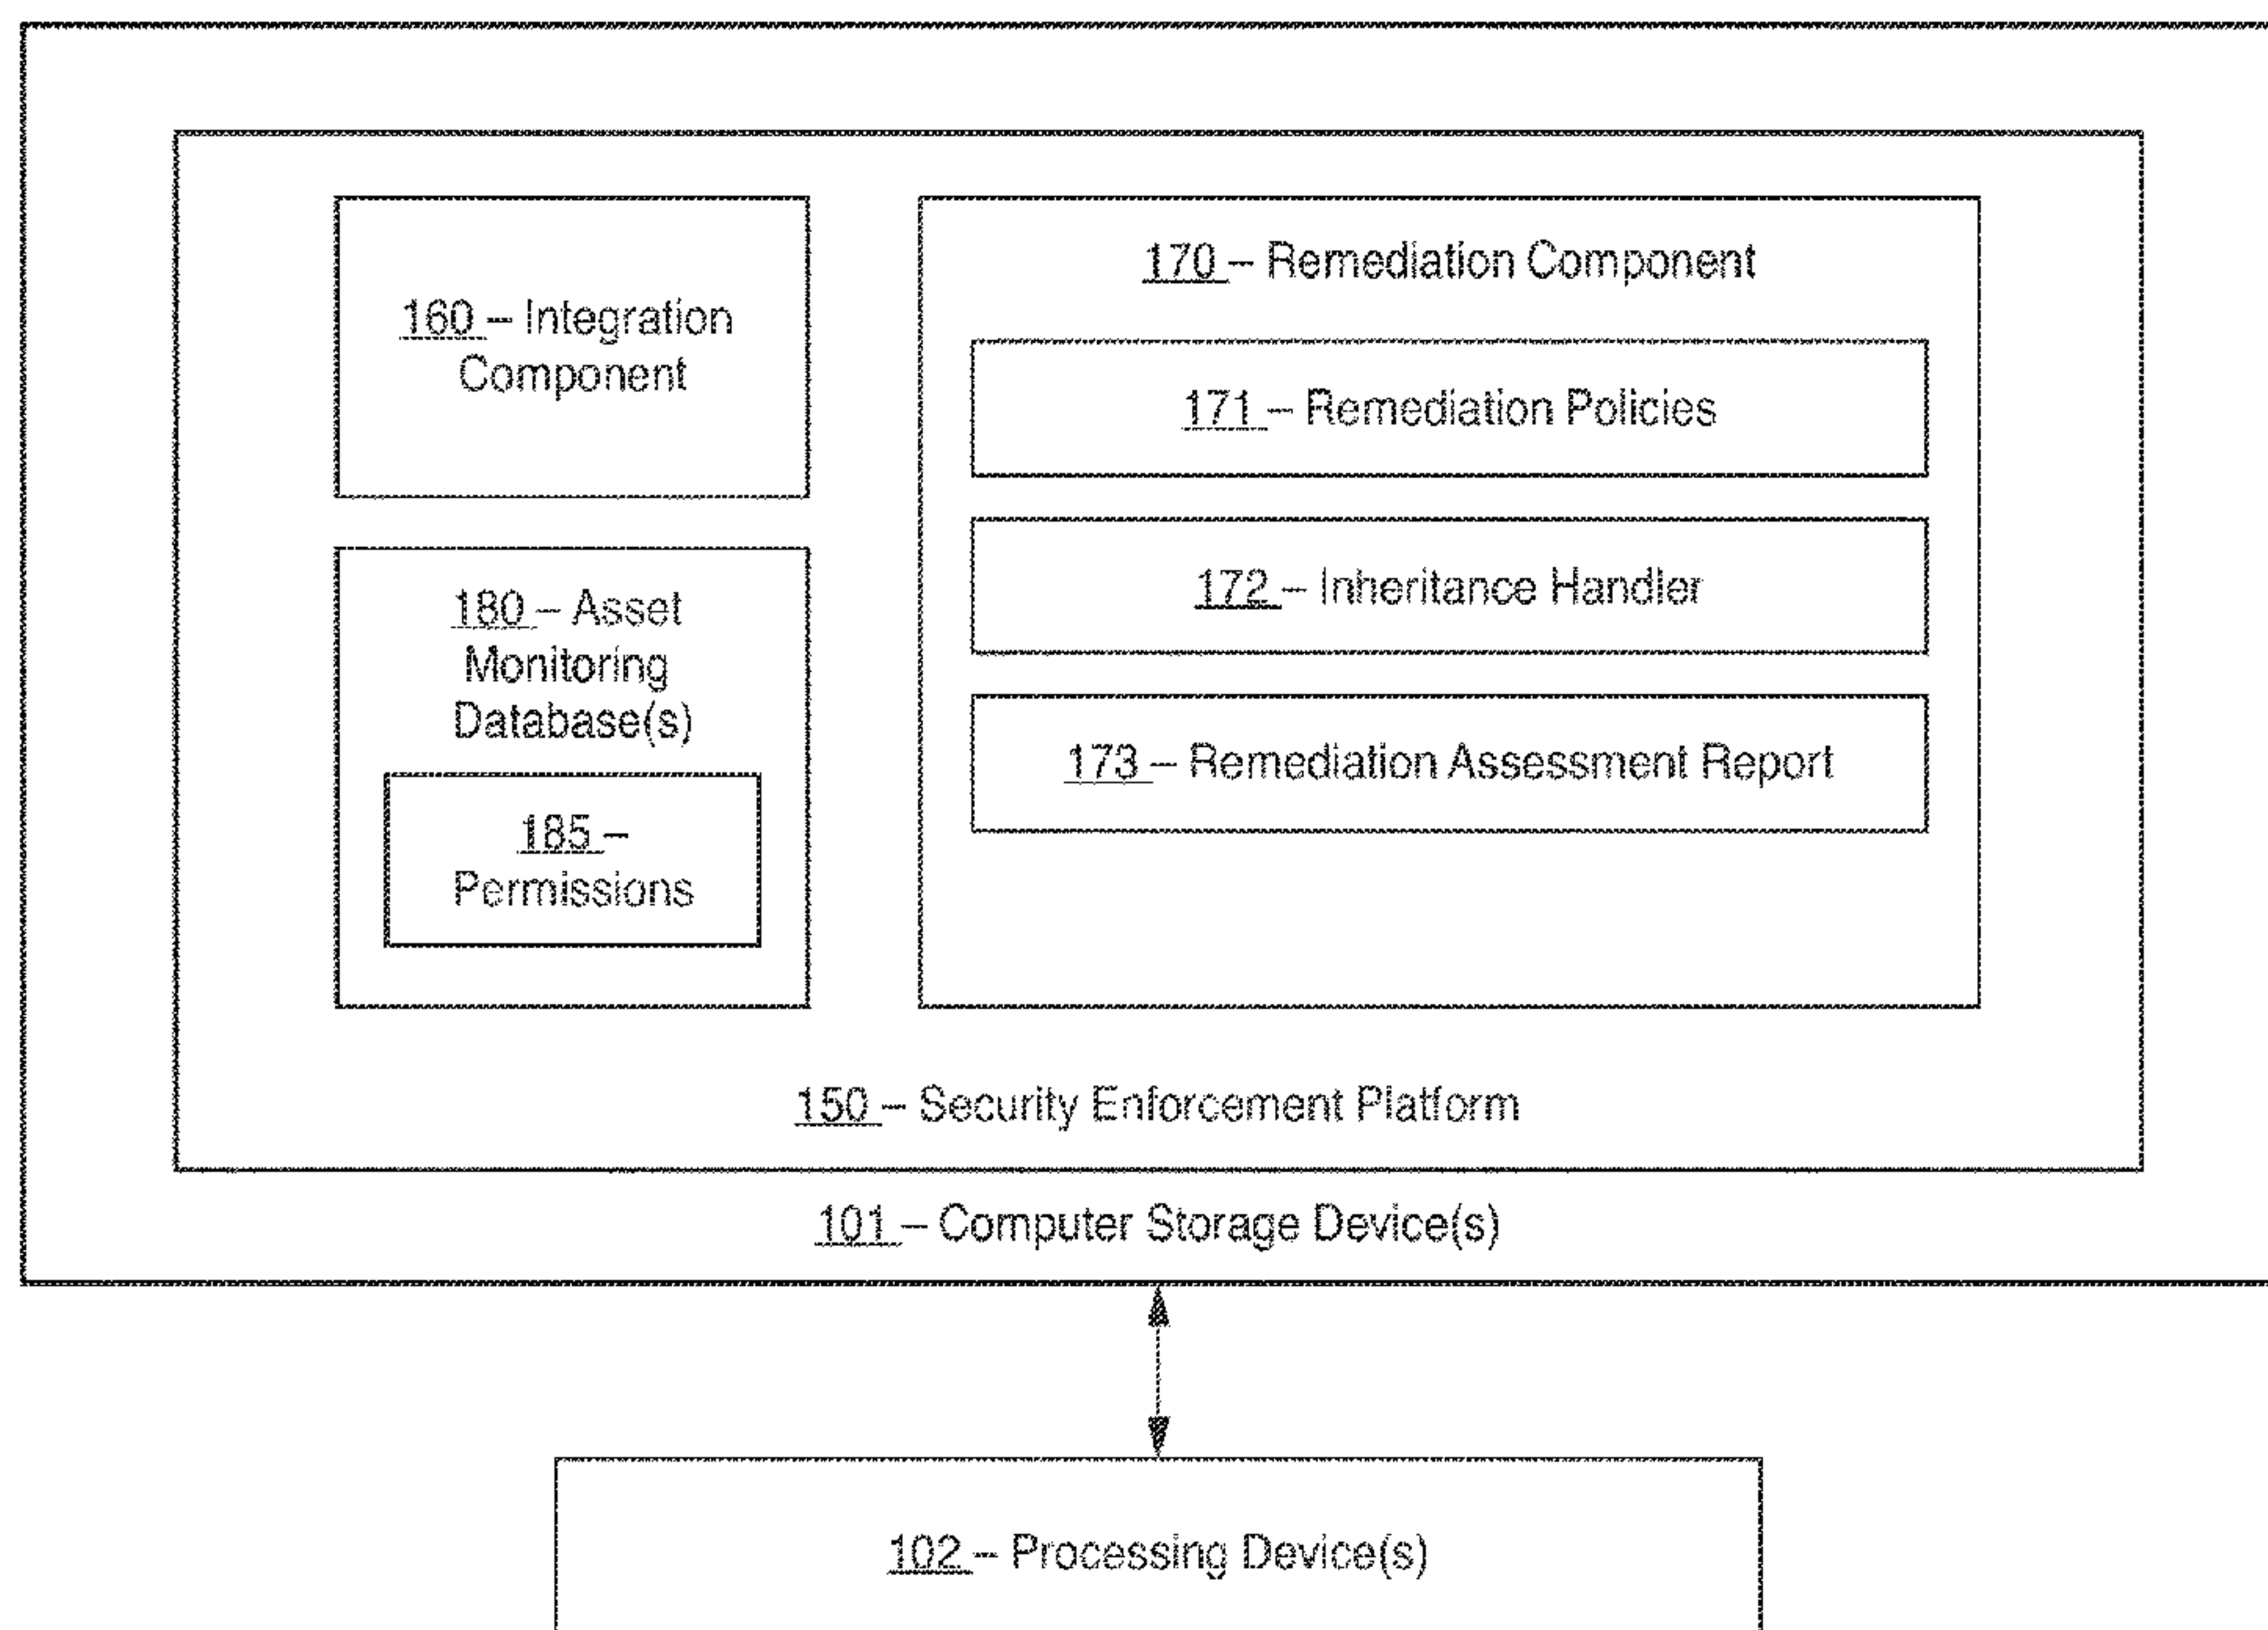 160 – Integration
Component
180 – Asset
Monitoring
Database(s)
185 –
Permissions
170 – Remediation Component
171 – Remediation Policies
172 – Inheritance Handler
173 – Remediation Assessment Report
150 – Security Enforcement Platform
101 – Computer Storage Device(s)
102 – Processing Device(s)